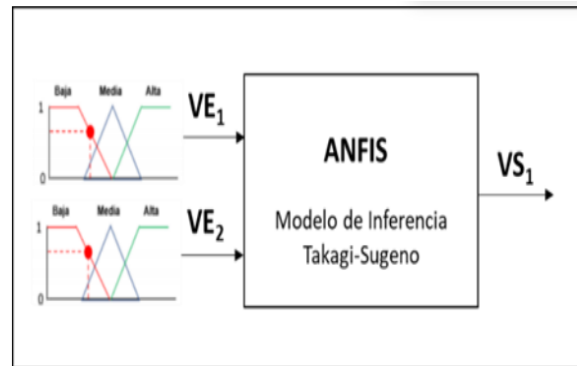 Baja Media Alta
1
0
VE1
Baja Media Alta
1
0
VE2
ANFIS
Modelo de Inferencia
Takagi-Sugeno
VS1